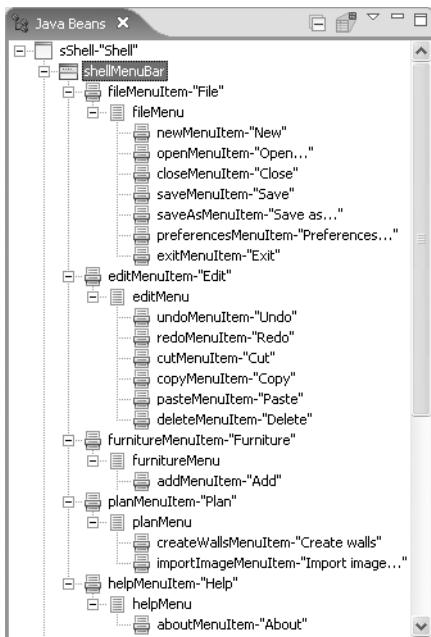 Java Beans
sShell-"Shell"
shellMenuBar
fileMenuItem-"File"
fileMenu
newMenuItem-"New"
openMenuItem-"Open..."
closeMenuItem-"Close"
saveMenuItem-"Save"
saveAsMenuItem-"Save as..."
preferencesMenuItem-"Preferences..."
exitMenuItem-"Exit"
editMenuItem-"Edit"
editMenu
undoMenuItem-"Undo"
redoMenuItem-"Redo"
cutMenuItem-"Cut"
copyMenuItem-"Copy"
pasteMenuItem-"Paste"
deleteMenuItem-"Delete"
furnitureMenuItem-"Furniture"
furnitureMenu
addMenuItem-"Add"
planMenuItem-"Plan"
planMenu
createWallsMenuItem-"Create walls"
importImageMenuItem-"Import image..."
helpMenuItem-"Help"
helpMenu
aboutMenuItem-"About"